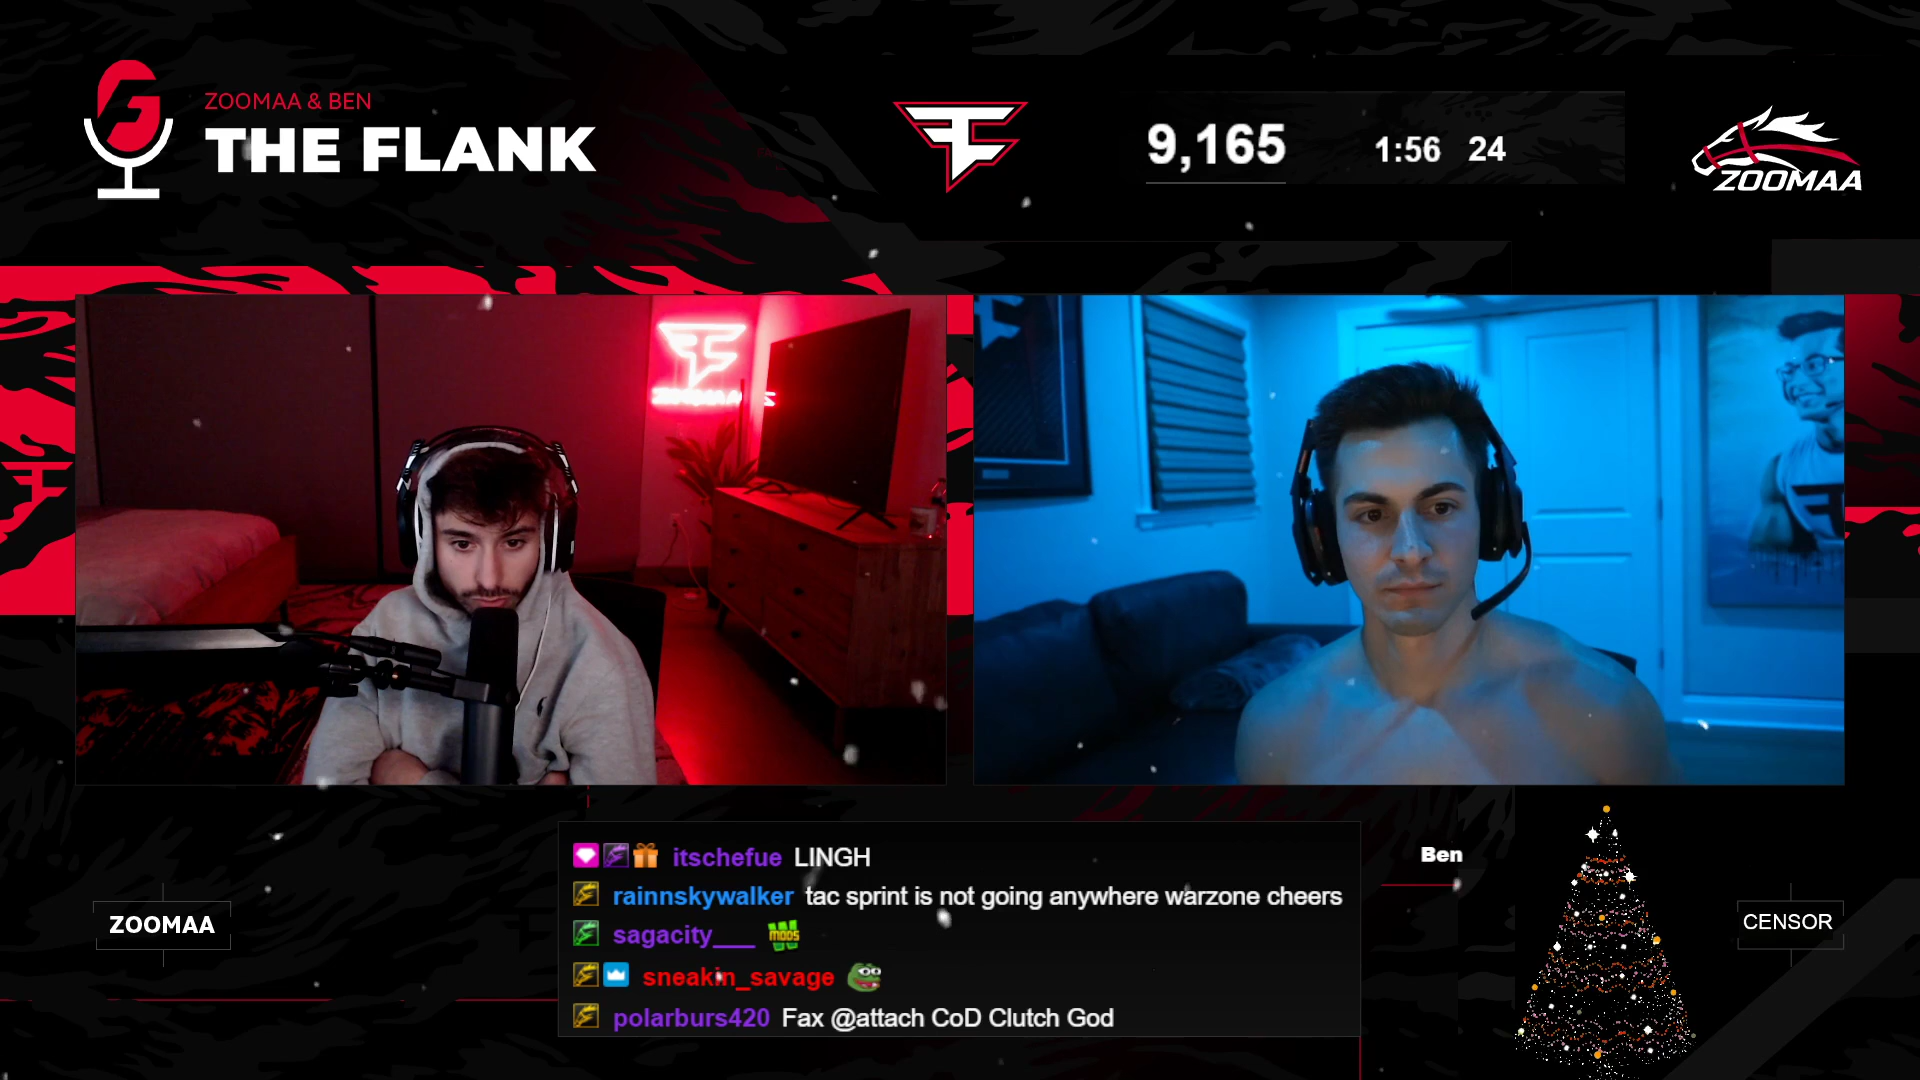 ZOOMAA & BEN
THE FLANK
9,165
1:56 24
ZOOMAA
itschefue LINGH
rainnskywalker tac sprint is not going anywhere warzone cheers
sagacity___ MODS
sneakin_savage
polarburs420 Fax @attach CoD Clutch God
ZOOMAA
Ben
CENSOR